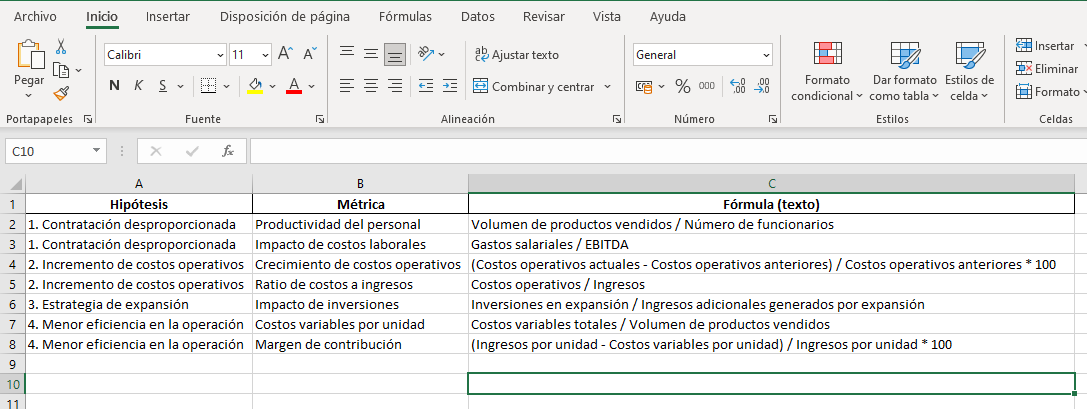 Archivo Inicio Insertar Disposición de página Fórmulas Datos Revisar Vista Ayuda
Pegar
Portapapeles
Calibri 11 A A
N K S A
Fuente
ab Ajustar texto
Combinar y centrar
Alineación
General
% 000
Número
Formato condicional
Dar formato como tabla
Estilos de celda
Estilos
Insertar
Eliminar
Formato
Celdas
C10 fx
A B C
1 Hipótesis Métrica Fórmula (texto)
2 1. Contratación desproporcionada Productividad del personal Volumen de productos vendidos / Número de funcionarios
3 1. Contratación desproporcionada Impacto de costos laborales Gastos salariales / EBITDA
4 2. Incremento de costos operativos Crecimiento de costos operativos (Costos operativos actuales - Costos operativos anteriores) / Costos operativos anteriores * 100
5 2. Incremento de costos operativos Ratio de costos a ingresos Costos operativos / Ingresos
6 3. Estrategia de expansión Impacto de inversiones Inversiones en expansión / Ingresos adicionales generados por expansión
7 4. Menor eficiencia en la operación Costos variables por unidad Costos variables totales / Volumen de productos vendidos
8 4. Menor eficiencia en la operación Margen de contribución (Ingresos por unidad - Costos variables por unidad) / Ingresos por unidad * 100
9
10
11